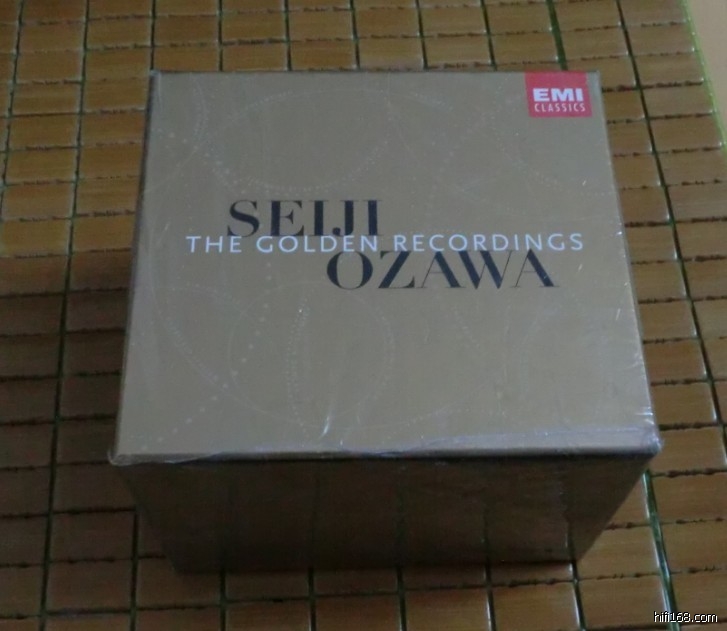 EMI
CLASSICS
SEIJI
THE GOLDEN RECORDINGS
OZAWA
hifi168.com